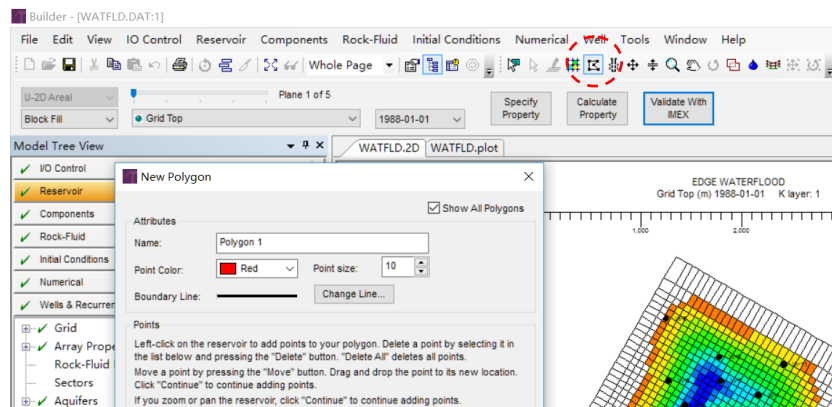 Builder - [WATFLD.DAT:1]
File Edit View IO Control Reservoir Components Rock-Fluid Initial Conditions Numerical Well Tools Window Help
Whole Page
U-2D Areal
Plane 1 of 5
Block Fill
Grid Top
1988-01-01
Specify Property
Calculate Property
Validate With IMEX
Model Tree View
WATFLD.2D WATFLD.plot
I/O Control
Reservoir
Components
Rock-Fluid
Initial Conditions
Numerical
Wells & Recurren
Grid
Array Prope
Rock-Fluid
Sectors
Aquifers
New Polygon
Show All Polygons
Attributes
Name: Polygon 1
Point Color: Red Point size: 10
Boundary Line: Change Line...
Points
Left-click on the reservoir to add points to your polygon. Delete a point by selecting it in
the list below and pressing the "Delete" button. "Delete All" deletes all points.
Move a point by pressing the "Move" button. Drag and drop the point to its new location.
Click "Continue" to continue adding points.
If you zoom or pan the reservoir, click "Continue" to continue adding points.
EDGE WATERFLOOD
Grid Top (m) 1988-01-01 K layer: 1
1,000 2,000